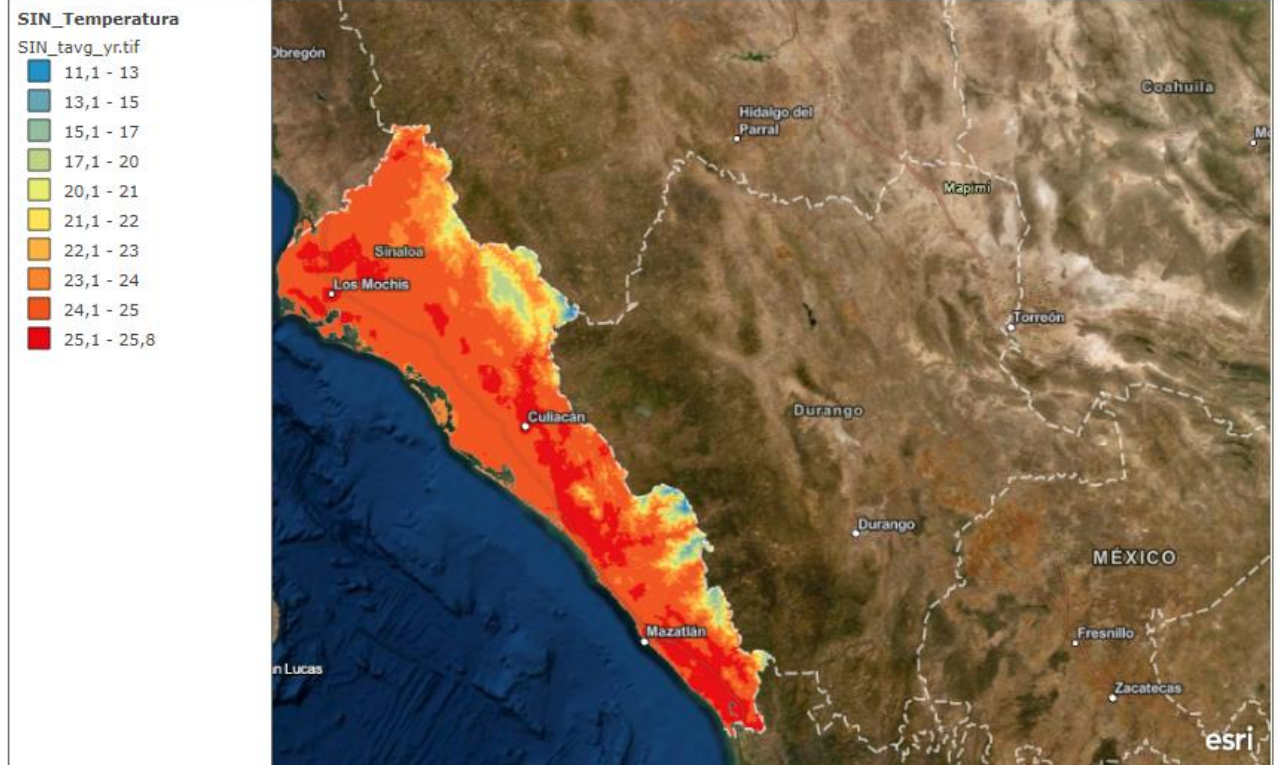 SIN_Temperatura
SIN_tavg_yr.tif
11,1 - 13
13,1 - 15
15,1 - 17
17,1 - 20
20,1 - 21
21,1 - 22
22,1 - 23
23,1 - 24
24,1 - 25
25,1 - 25,8
Obregón
Coahuila
Hidalgo del
Parral
Mo
Mapimí
Sinaloa
Los Mochis
Torreón
Culiacán
Durango
Durango
MÉXICO
Mazatlán
Fresnillo
n Lucas
Zacatecas
esri